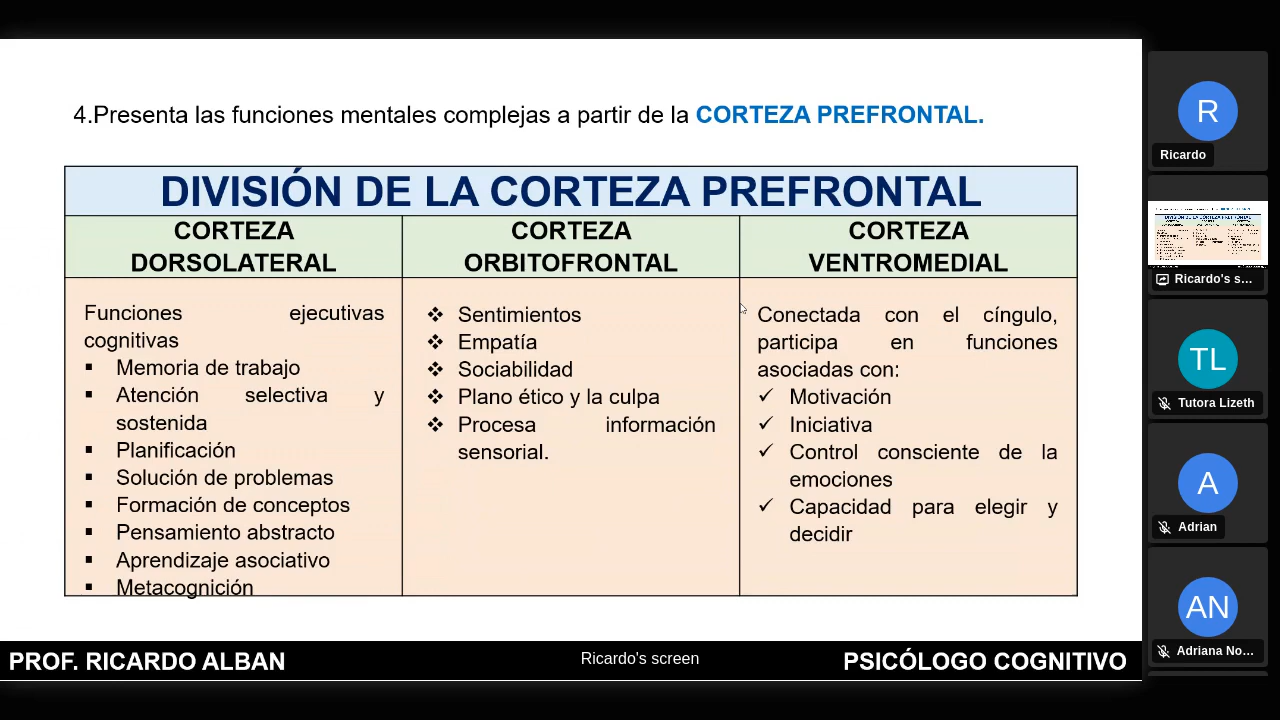 4.Presenta las funciones mentales complejas a partir de la CORTEZA PREFRONTAL.
DIVISIÓN DE LA CORTEZA PREFRONTAL
CORTEZA
DORSOLATERAL
Funciones ejecutivas
cognitivas
Memoria de trabajo
Atención selectiva y
sostenida
Planificación
Solución de problemas
Formación de conceptos
Pensamiento abstracto
Aprendizaje asociativo
Metacognición
CORTEZA
ORBITOFRONTAL
Sentimientos
Empatía
Sociabilidad
Plano ético y la culpa
Procesa información
sensorial.
CORTEZA
VENTROMEDIAL
Conectada con el cíngulo,
participa en funciones
asociadas con:
Motivación
Iniciativa
Control consciente de la
emociones
Capacidad para elegir y
decidir
PROF. RICARDO ALBAN
Ricardo's screen
PSICÓLOGO COGNITIVO
R
Ricardo
Ricardo's s...
TL
Tutora Lizeth
A
Adrian
AN
Adriana No...